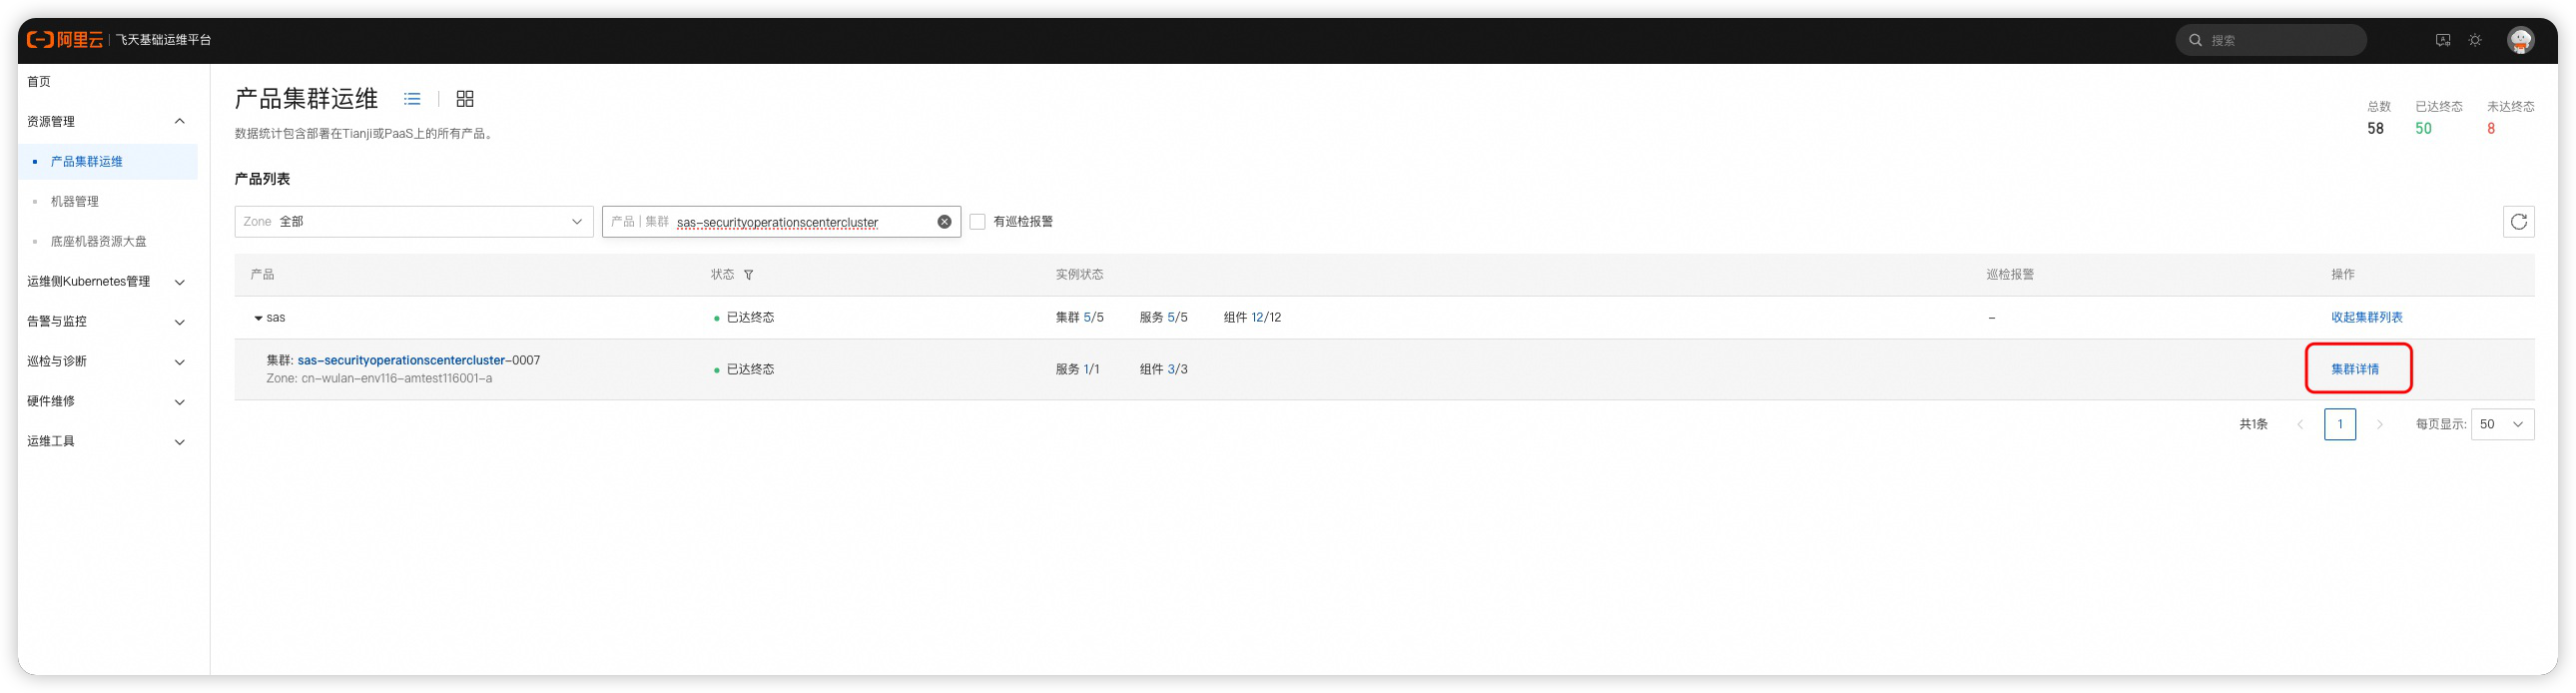 阿里云 飞天基础运维平台 搜索
首页
资源管理
产品集群运维
机器管理
底座机器资源大盘
运维侧Kubernetes管理
告警与监控
巡检与诊断
硬件维修
运维工具
产品集群运维
数据统计包含部署在Tianji或PaaS上的所有产品。
总数 已达终态 未达终态
58 50 8
产品列表
Zone 全部 产品 | 集群 sas-securityoperationscentercluster 有巡检报警
产品 状态 实例状态 巡检报警 操作
sas 已达终态 集群 5/5 服务 5/5 组件 12/12 – 收起集群列表
集群: sas-securityoperationscentercluster-0007 已达终态 服务 1/1 组件 3/3 集群详情
Zone: cn-wulan-env116-amtest116001-a
共1条 1 每页显示: 50